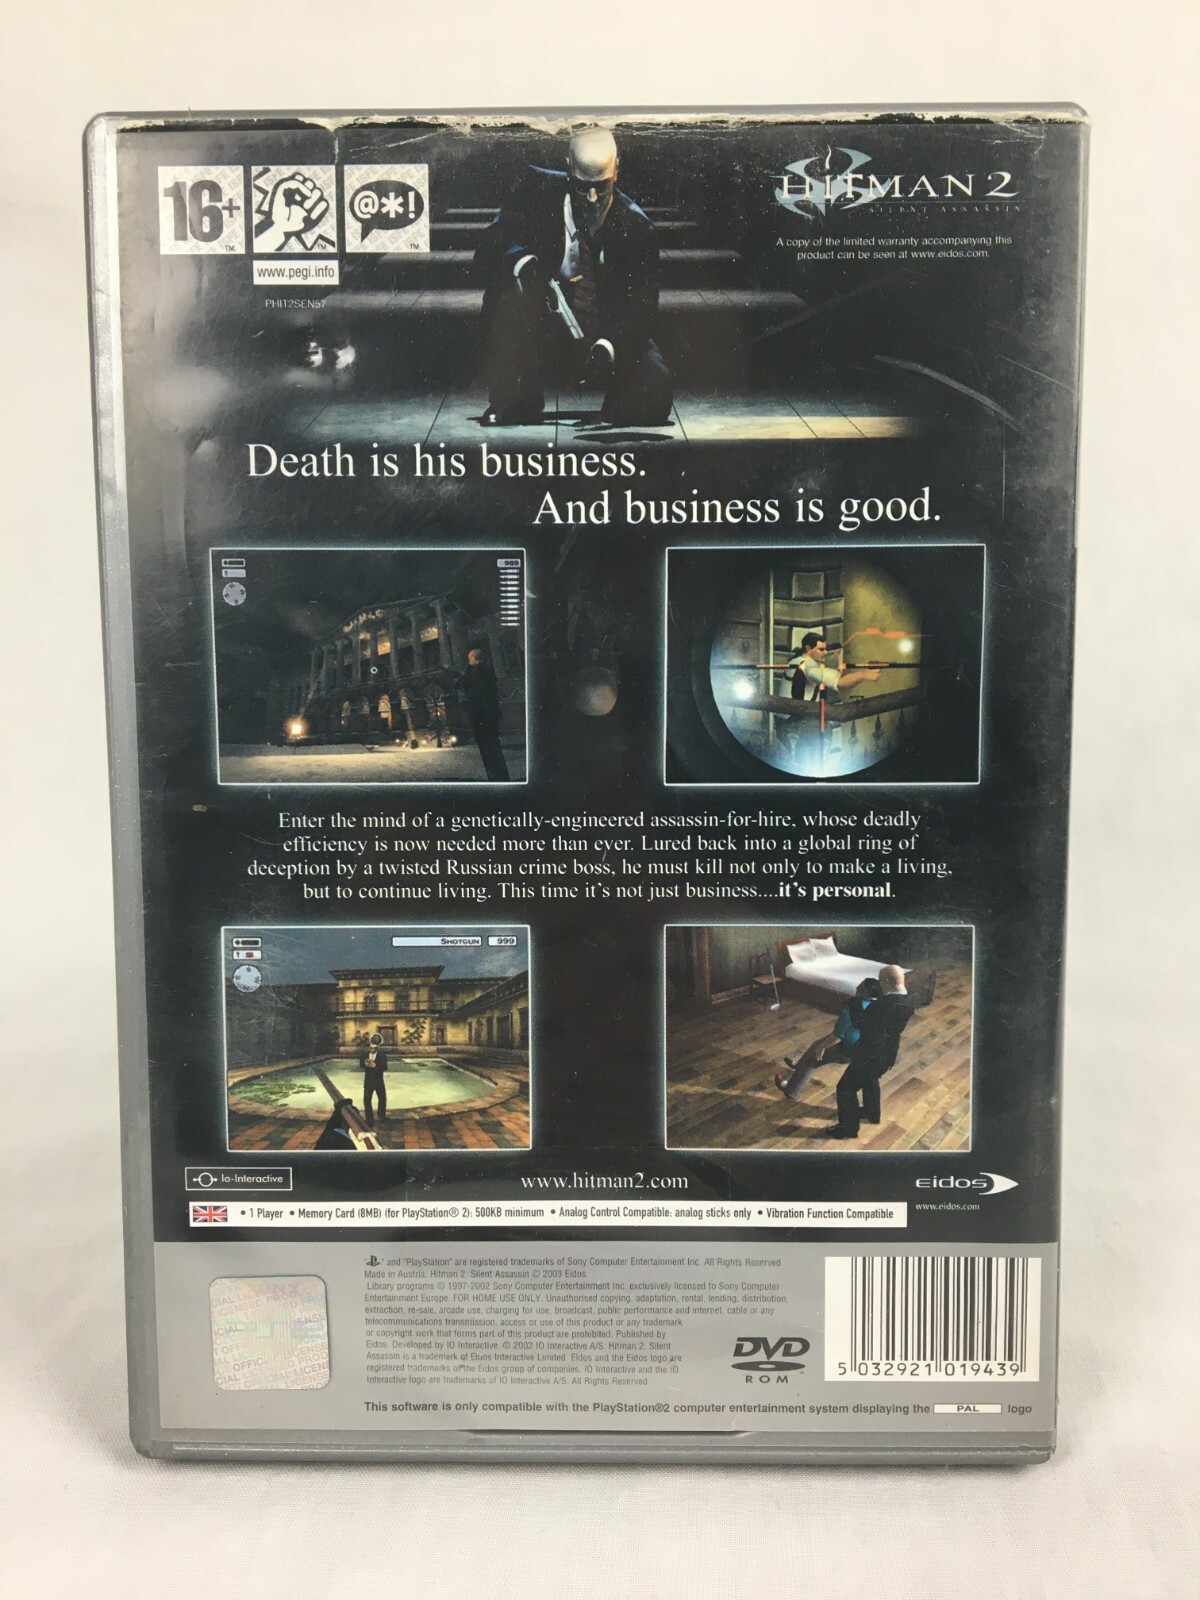 16+
TM
TM
@*!
TM
www.pegi.info
PHIT2SEN57
HITMAN 2
SILENT ASSASSIN
A copy of the limited warranty accompanying this
product can be seen at www.eidos.com.
Death is his business.
And business is good.
989
Enter the mind of a genetically-engineered assassin-for-hire, whose deadly
efficiency is now needed more than ever. Lured back into a global ring of
deception by a twisted Russian crime boss, he must kill not only to make a living,
but to continue living. This time it's not just business....it's personal.
SHOTGUN 999
Io-Interactive
www.hitman2.com
eidos
www.eidos.com
• 1 Player • Memory Card (8MB) (for PlayStation® 2): 500KB minimum • Analog Control Compatible: analog sticks only • Vibration Function Compatible
" " and "PlayStation" are registered trademarks of Sony Computer Entertainment Inc. All Rights Reserved.
Made in Austria. Hitman 2: Silent Assassin © 2003 Eidos.
Library programs © 1997-2002 Sony Computer Entertainment Inc. exclusively licensed to Sony Computer
Entertainment Europe. FOR HOME USE ONLY. Unauthorised copying, adaptation, rental, lending, distribution,
extraction, re-sale, arcade use, charging for use, broadcast, public performance and internet, cable or any
telecommunications transmission, access or use of this product or any trademark
or copyright work that forms part of this product are prohibited. Published by
Eidos. Developed by IO Interactive. © 2002 IO Interactive A/S. Hitman 2: Silent
Assassin is a trademark of Eidos Interactive Limited. Eidos and the Eidos logo are
registered trademarks of the Eidos group of companies. IO Interactive and the IO
Interactive logo are trademarks of IO Interactive A/S. All Rights Reserved.
DVD
ROM
5 032921 019439
This software is only compatible with the PlayStation®2 computer entertainment system displaying the PAL logo